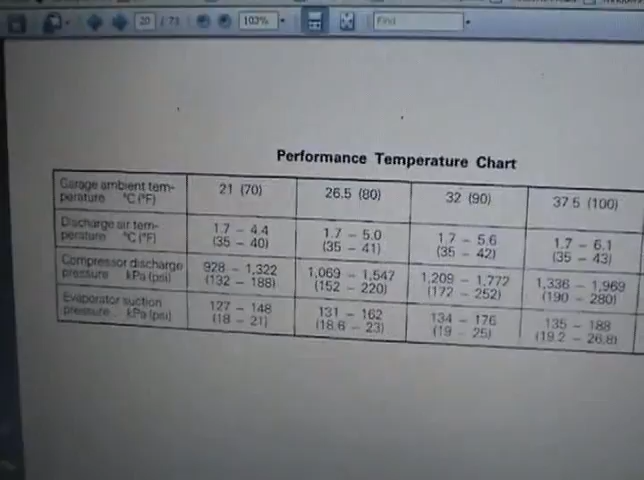 20 / 73
103%
Find
Performance Temperature Chart
Garage ambient tem-
perature °C (°F)
21 (70)
26.5 (80)
32 (90)
37 5 (100)
Discharge air tem-
perature °C (°F)
1.7 - 4.4
(35 - 40)
1.7 - 5.0
(35 - 41)
1.7 - 5.6
(35 - 42)
1.7 - 6.1
(35 - 43)
Compressor discharge
pressure kPa (psi)
928 - 1,322
(132 - 188)
1,069 - 1,547
(152 - 220)
1,209 - 1,772
(172 - 252)
1,336 - 1,969
(190 - 280)
Evaporator suction
pressure kPa (psi)
127 - 148
(18 - 21)
131 - 162
(18.6 - 23)
134 - 176
(19 - 25)
135 - 188
(19.2 - 26.8)